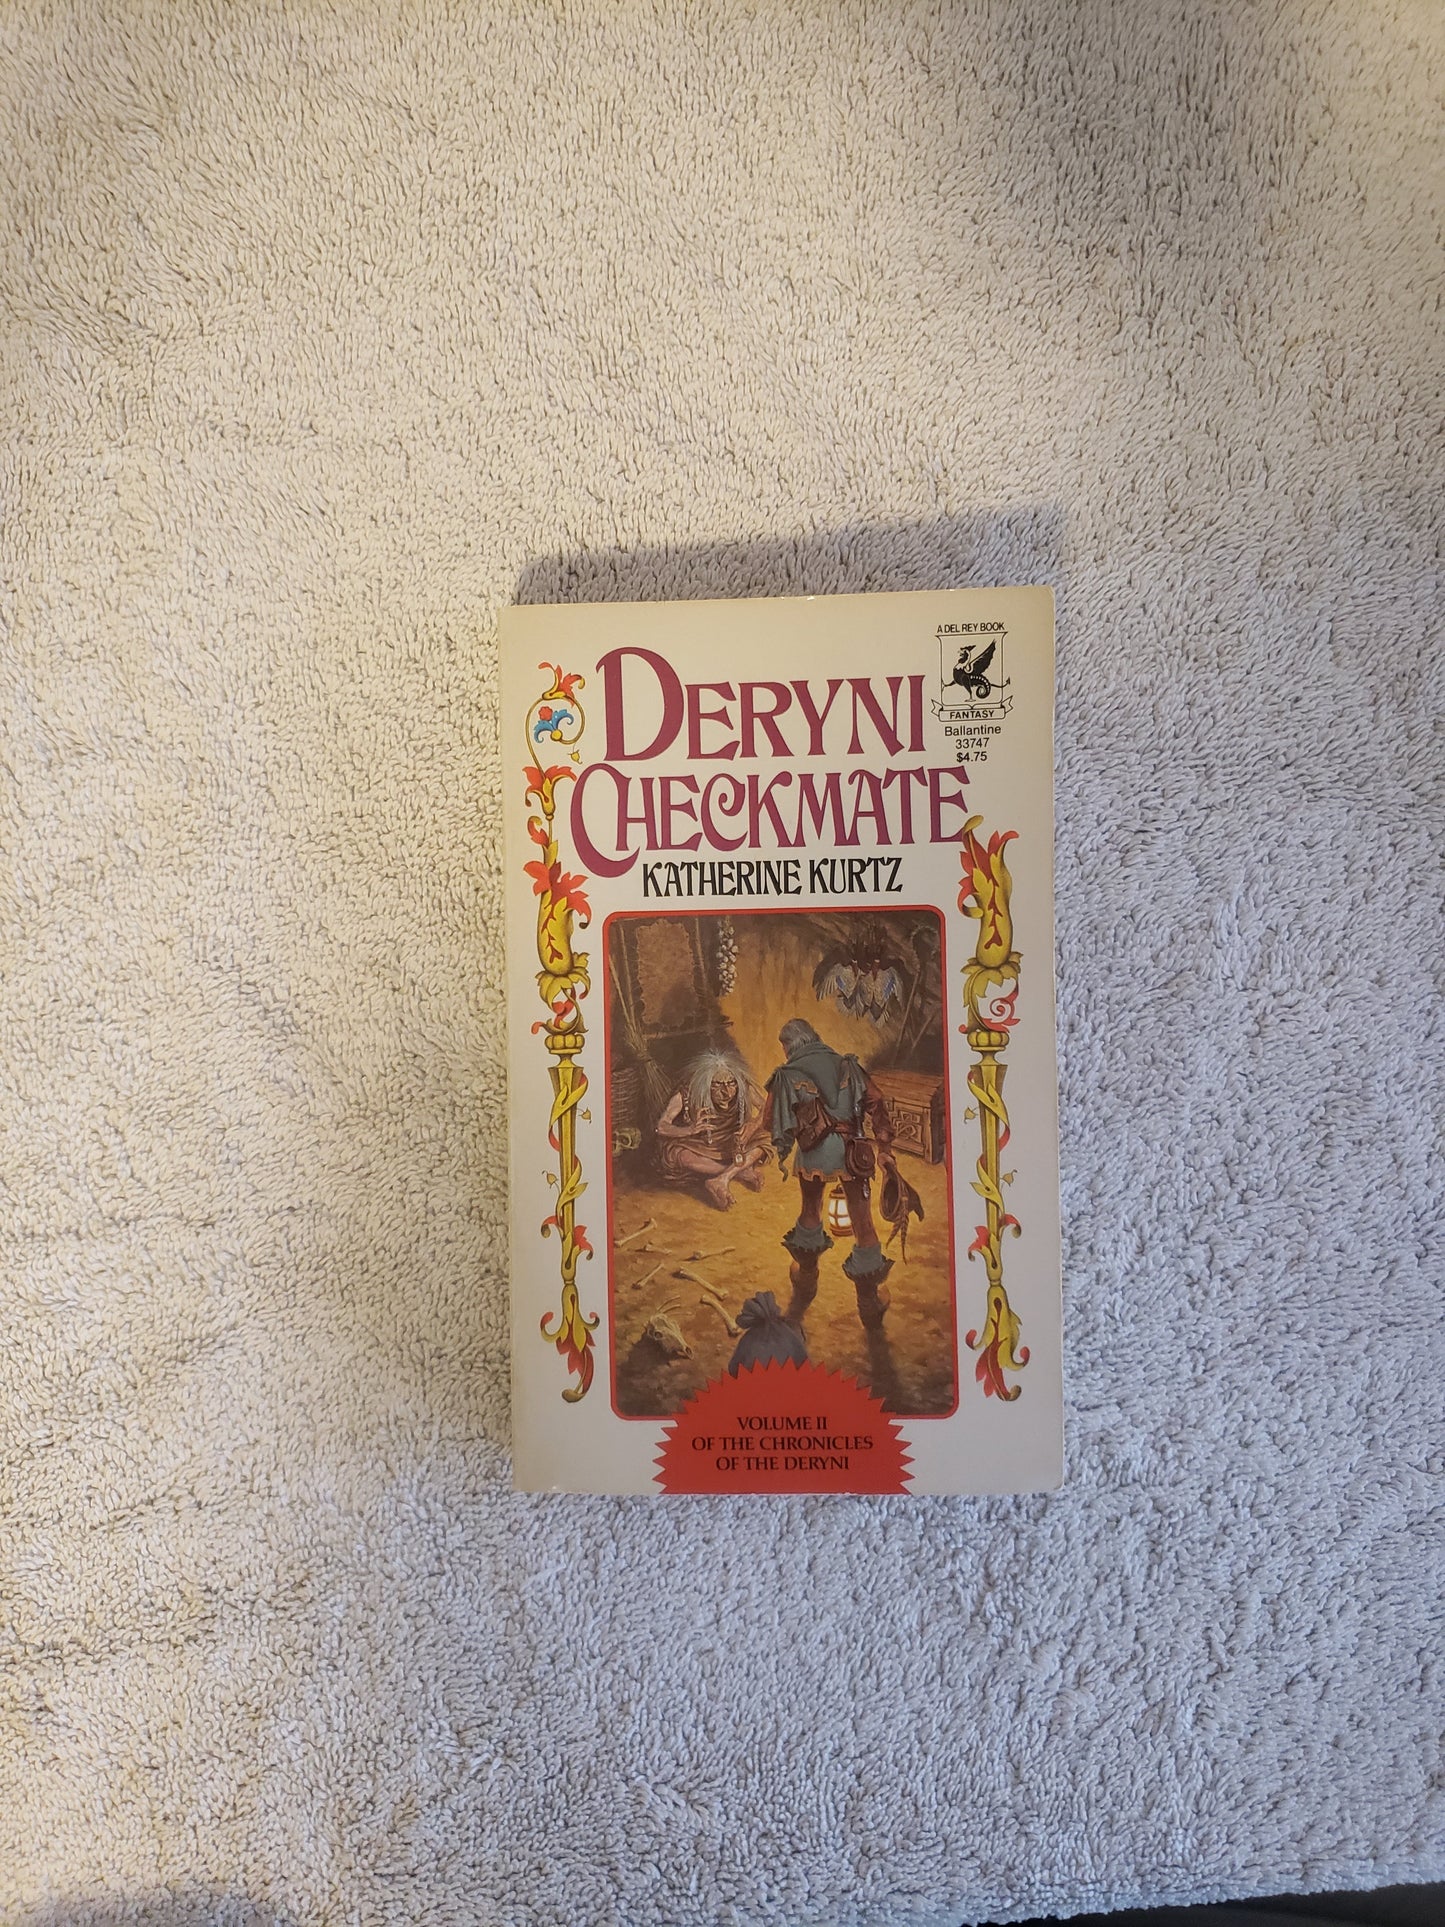 A DEL REY BOOK
FANTASY
Ballantine
33747
$4.75
DERYNI
CHECKMATE
KATHERINE KURTZ
VOLUME II
OF THE CHRONICLES
OF THE DERYNI